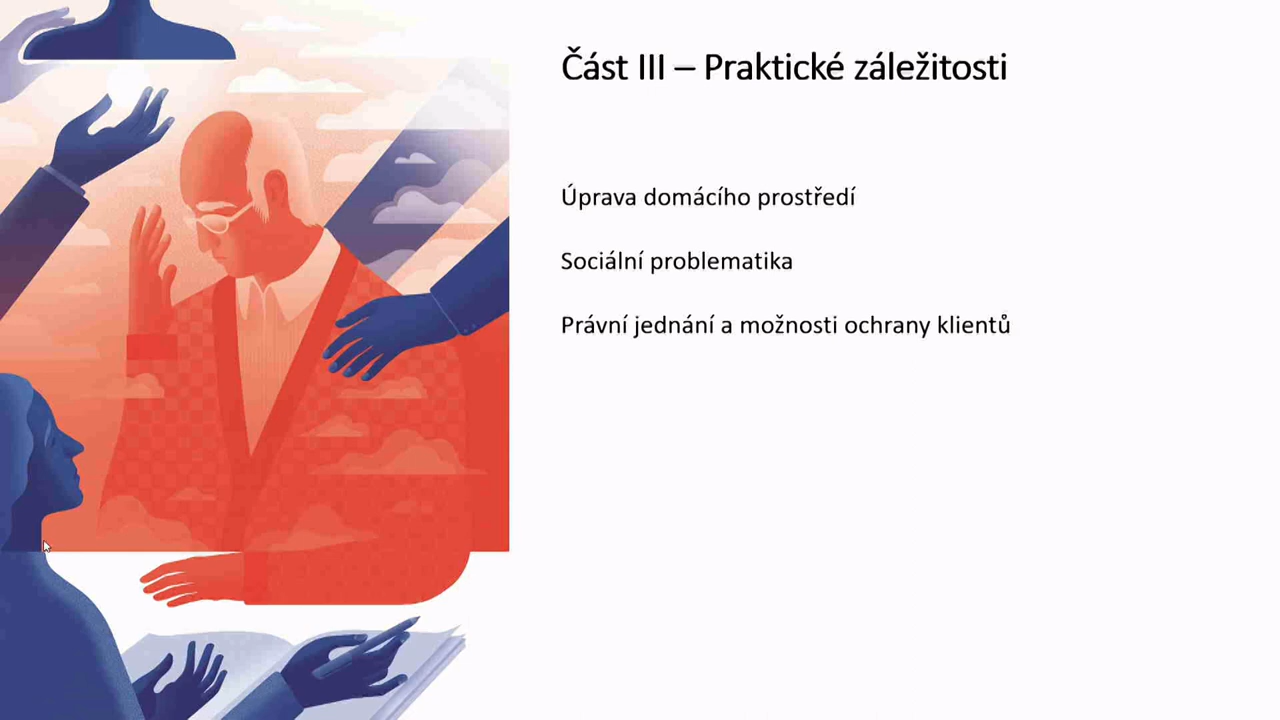 Část III – Praktické záležitosti
Úprava domácího prostředí
Sociální problematika
Právní jednání a možnosti ochrany klientů